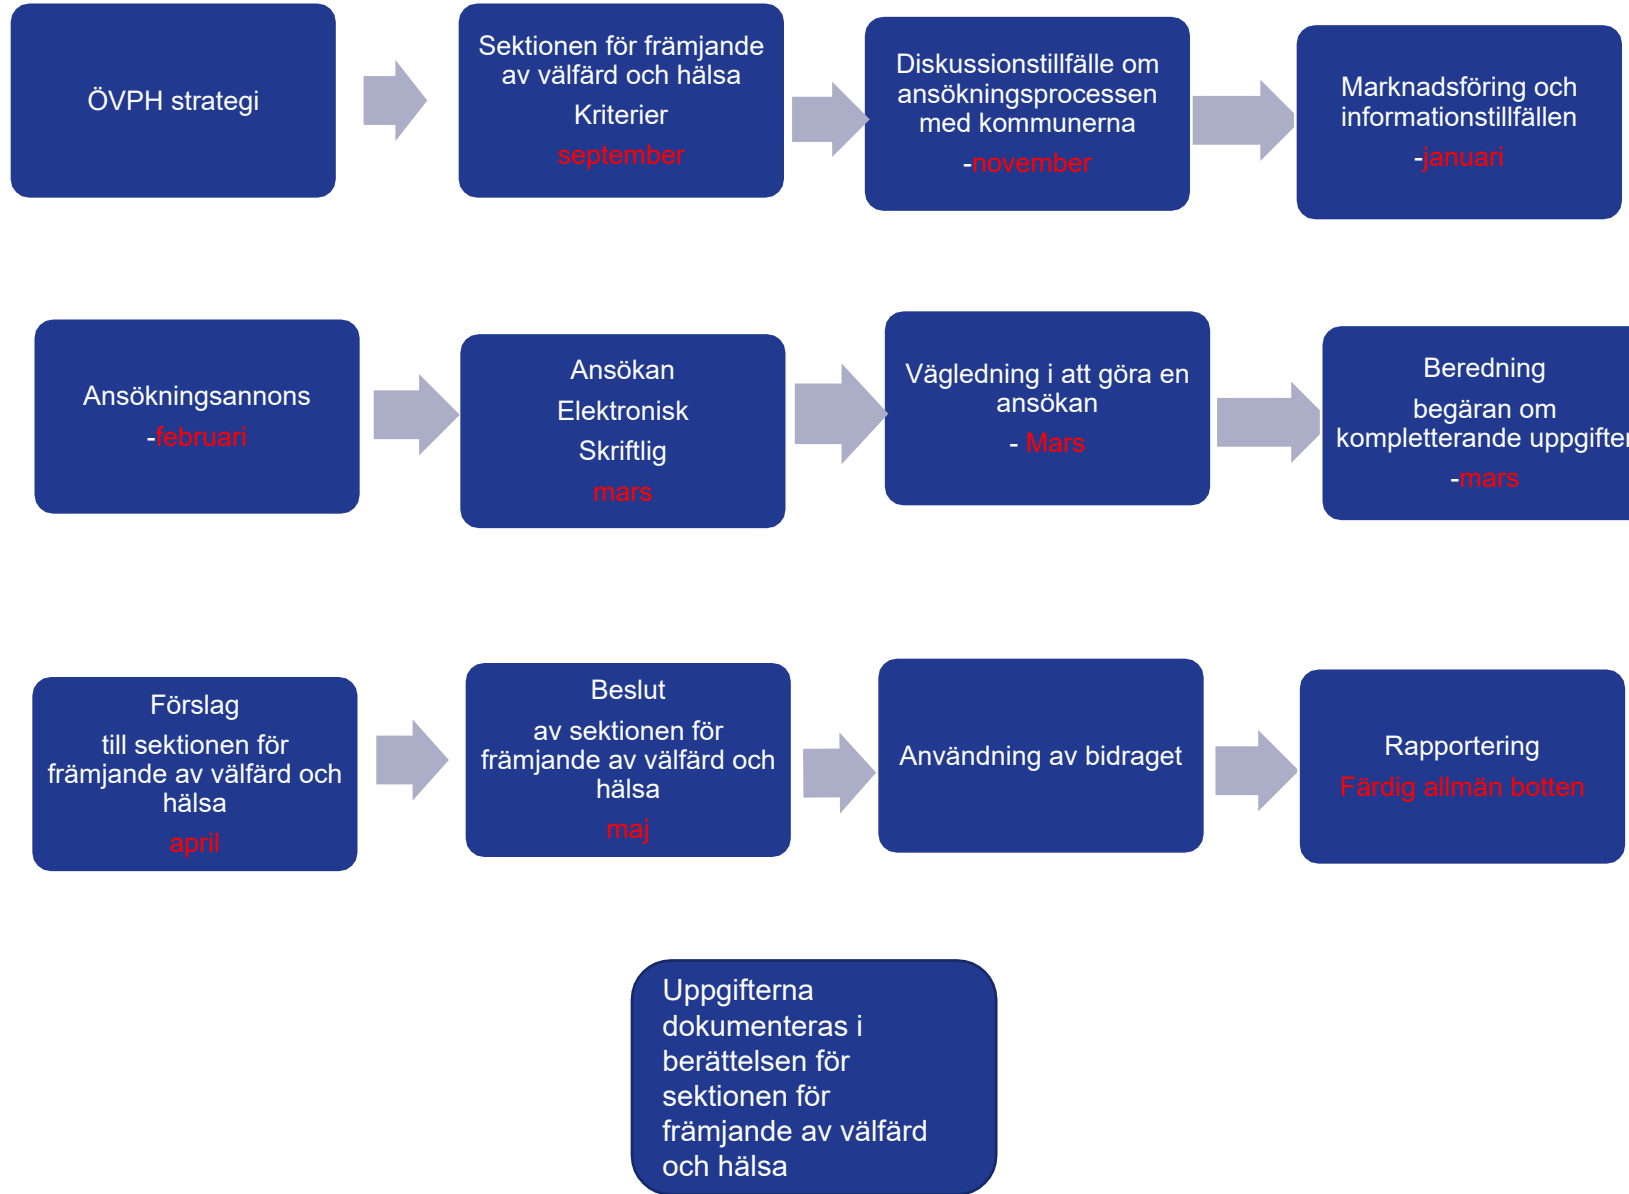 ÖVPH strategi
Sektionen för främjande
av välfärd och hälsa
Kriterier
september
Diskussionstillfälle om
ansökningsprocessen
med kommunerna
-november
Marknadsföring och
informationstillfällen
-januari
Ansökningsannons
-februari
Ansökan
Elektronisk
Skriftlig
mars
Vägledning i att göra en
ansökan
- Mars
Beredning
begäran om
kompletterande uppgifter
-mars
Förslag
till sektionen för
främjande av välfärd och
hälsa
april
Beslut
av sektionen för
främjande av välfärd och
hälsa
maj
Användning av bidraget
Rapportering
Färdig allmän botten
Uppgifterna
dokumenteras i
berättelsen för
sektionen för
främjande av välfärd
och hälsa